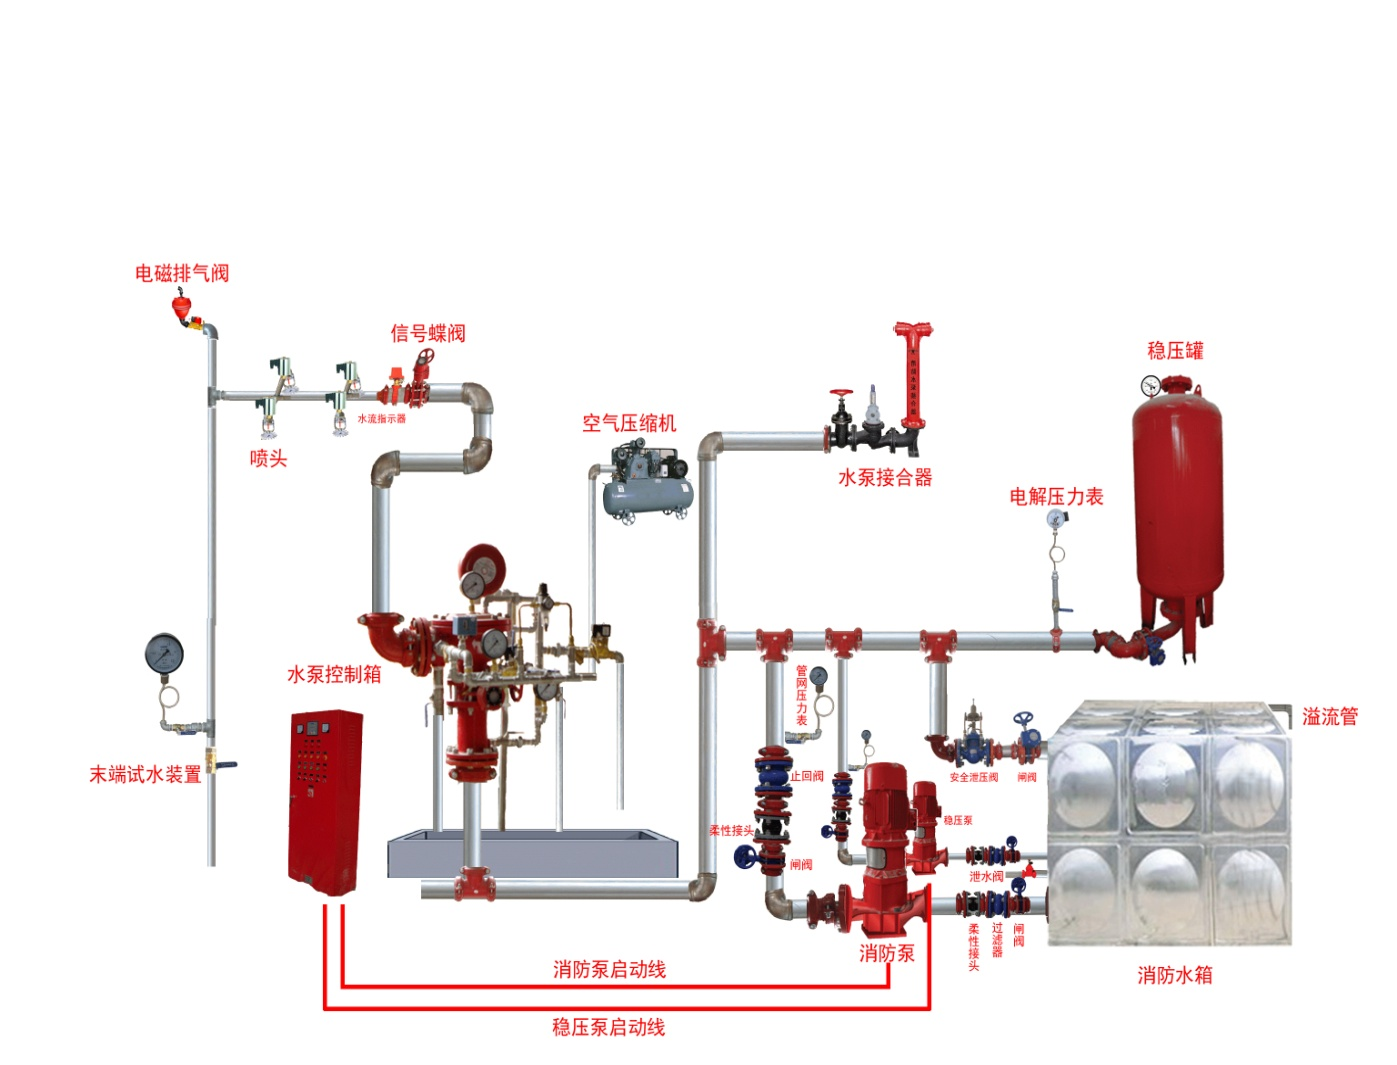 电磁排气阀
信号蝶阀
水流指示器
喷头
空气压缩机
水泵接合器
稳压罐
电解压力表
水泵控制箱
管网压力表
溢流管
末端试水装置
止回阀
安全泄压阀
闸阀
柔性接头
稳压泵
闸阀
泄水阀
柔性接头
过滤器
闸阀
消防泵
消防水箱
消防泵启动线
稳压泵启动线